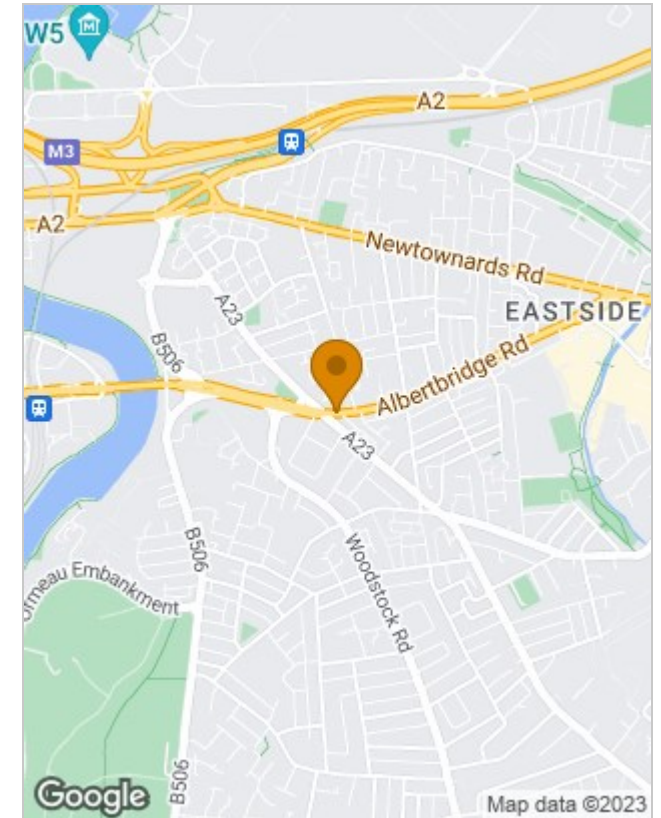 W5
A2
M3
A2
Newtownards Rd
A23
EASTSIDE
B506
Albertbridge Rd
A23
B506
Woodstock Rd
ormeau Embankment
B506
Google
Map data ©2023